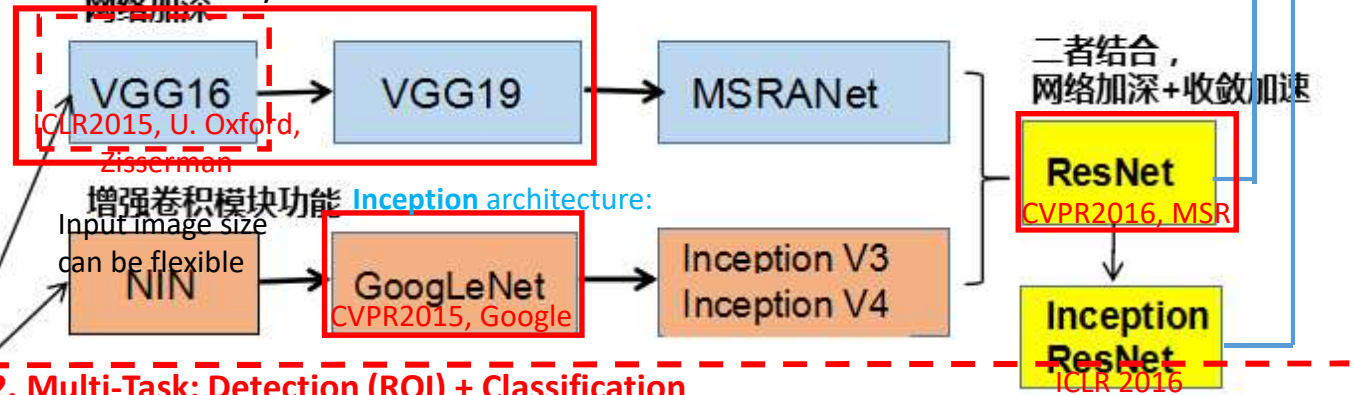 网络加深
VGG16
VGG19
MSRANet
二者结合，
网络加深+收敛加速
ICLR2015, U. Oxford,
Zisserman
ResNet
CVPR2016, MSR
增强卷积模块功能
Inception architecture:
Input image size
can be flexible
NIN
GoogLeNet
CVPR2015, Google
Inception V3
Inception V4
Inception
ResNet
ICLR 2016
2. Multi-Task: Detection (ROI) + Classification